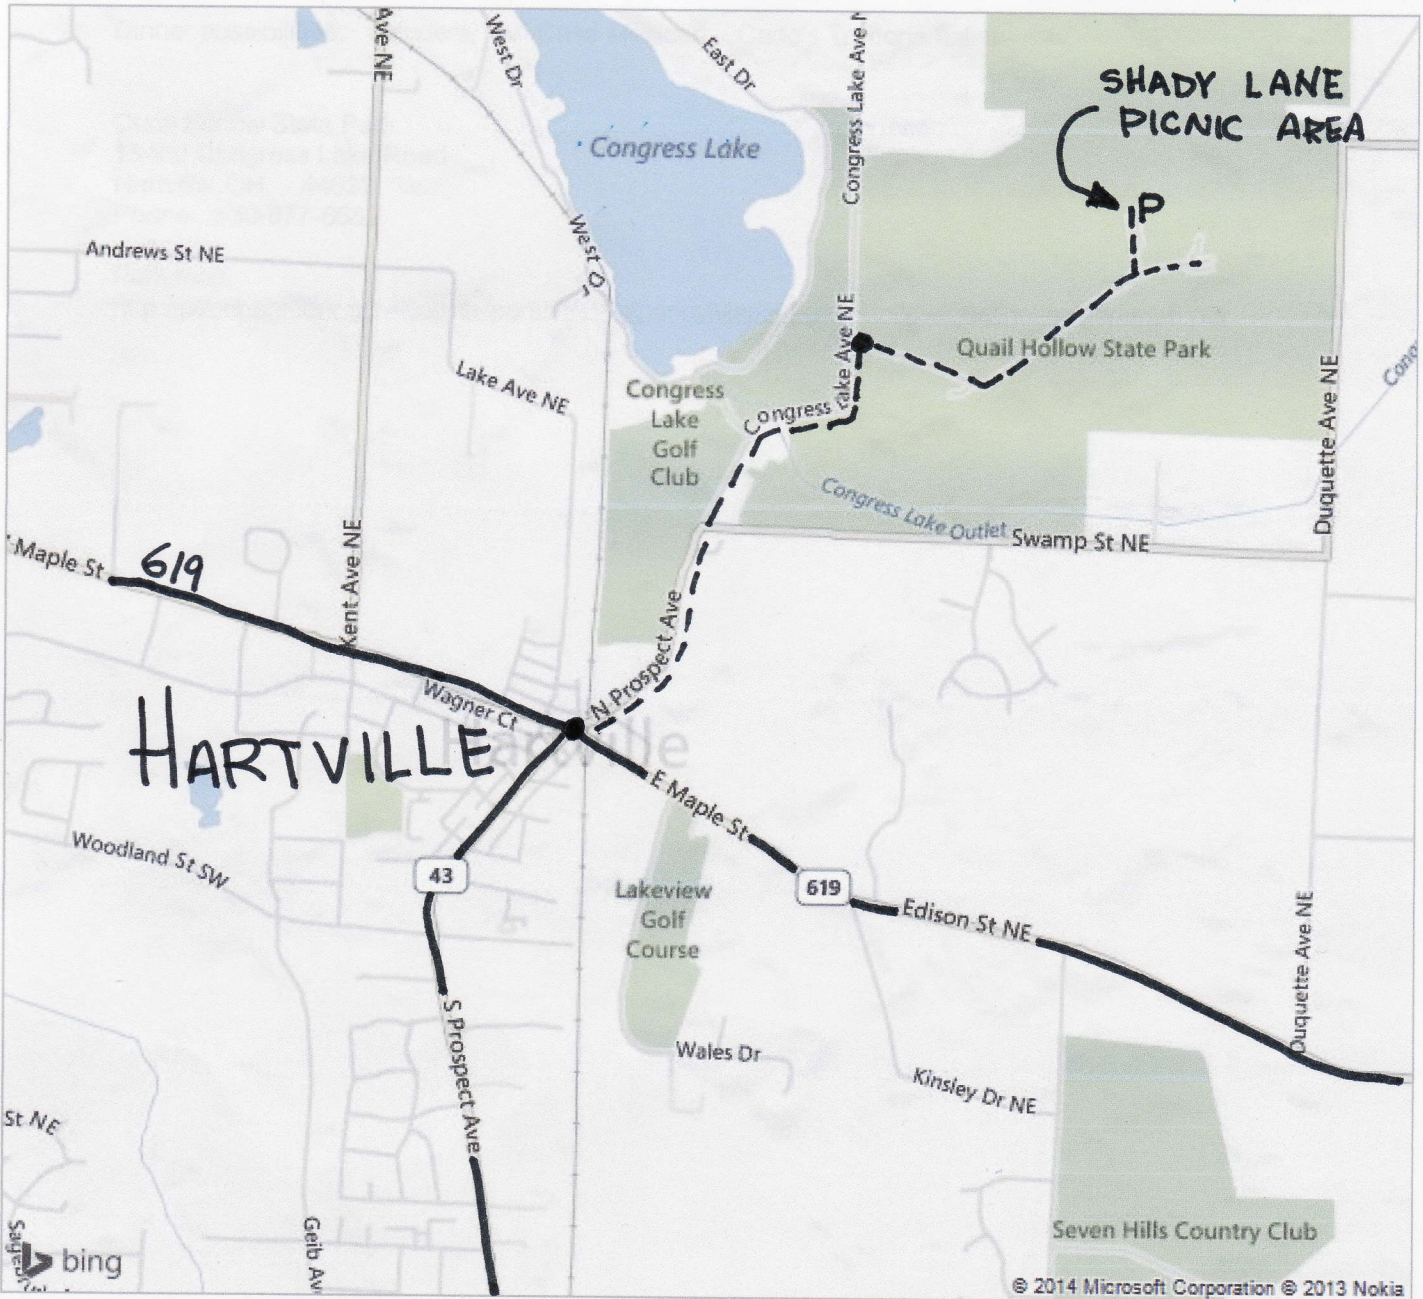 Ave NE
West Dr
East Dr
Congress Lake Ave N
SHADY LANE
PICNIC AREA
Congress Lake
P
Andrews St NE
West Dr
Lake Ave NE
Congress Lake Ave NE
Quail Hollow State Park
Congress
Lake
Golf
Club
Duquette Ave NE
Cong
Congress Lake Outlet
Swamp St NE
Maple St
619
Kent Ave NE
N Prospect Ave
Wagner Ct
HARTVILLE
Hartville
E Maple St
Woodland St SW
43
619
Lakeview
Golf
Course
Edison St NE
Duquette Ave NE
S Prospect Ave
Wales Dr
Kinsley Dr NE
St NE
Geib Av
Seven Hills Country Club
bing
© 2014 Microsoft Corporation © 2013 Nokia